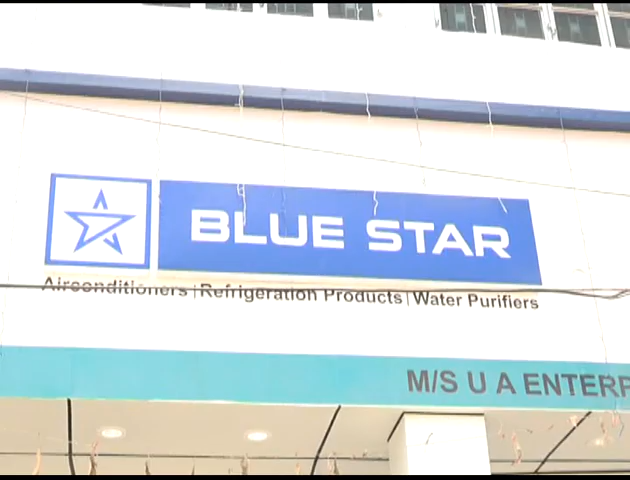 BLUE STAR
Airconditioners | Refrigeration Products | Water Purifiers
M/S U A ENTERP